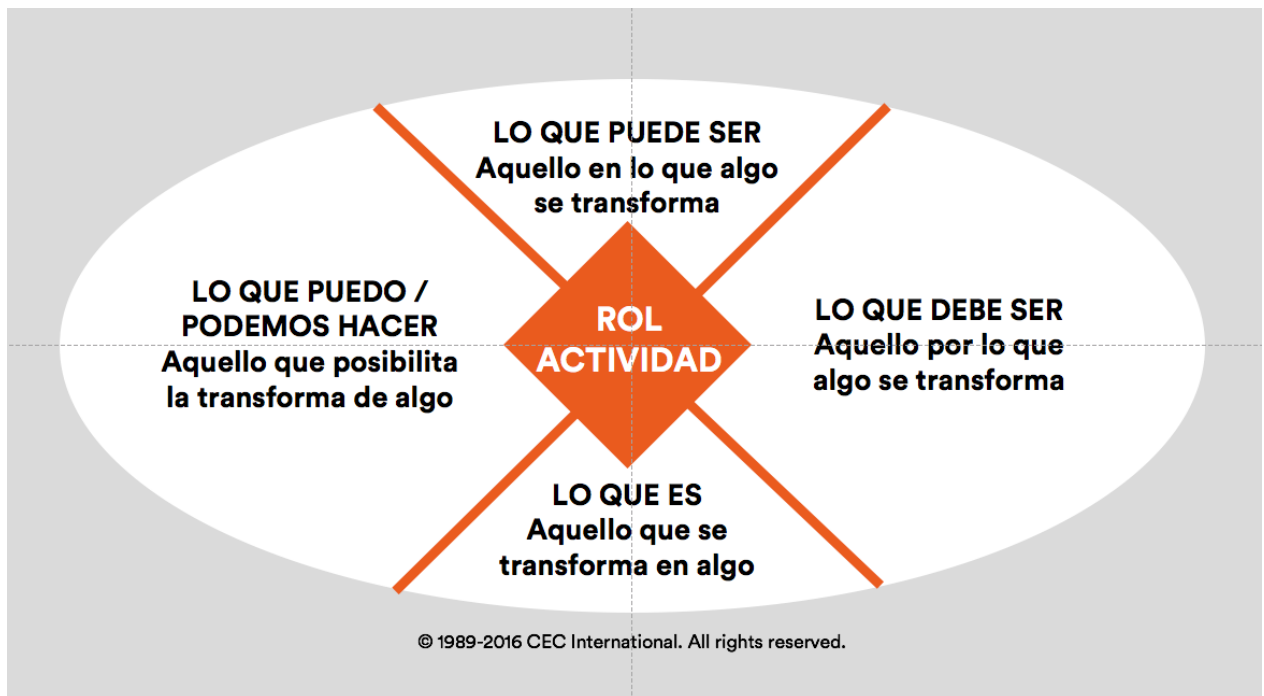 LO QUE PUEDE SER
Aquello en lo que algo
se transforma
LO QUE PUEDO /
PODEMOS HACER
Aquello que posibilita
la transforma de algo
ROL
ACTIVIDAD
LO QUE DEBE SER
Aquello por lo que
algo se transforma
LO QUE ES
Aquello que se
transforma en algo
© 1989-2016 CEC International. All rights reserved.